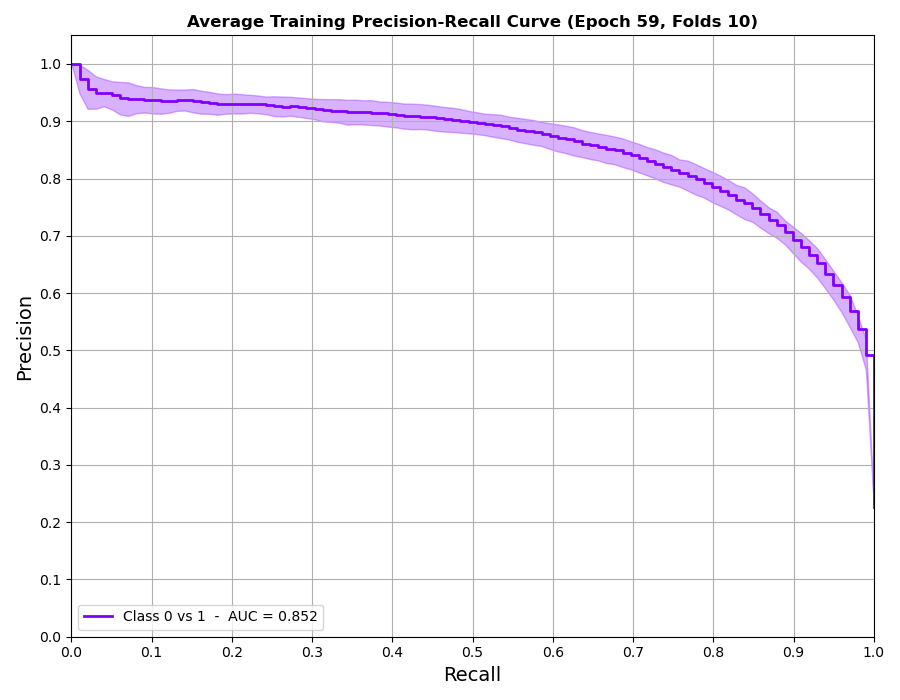 Average Training Precision-Recall Curve (Epoch 59, Folds 10)
Precision
1.0
0.9
0.8
0.7
0.6
0.5
0.4
0.3
0.2
0.1
0.0
Class 0 vs 1  -  AUC = 0.852
0.0 0.1 0.2 0.3 0.4 0.5 0.6 0.7 0.8 0.9 1.0
Recall